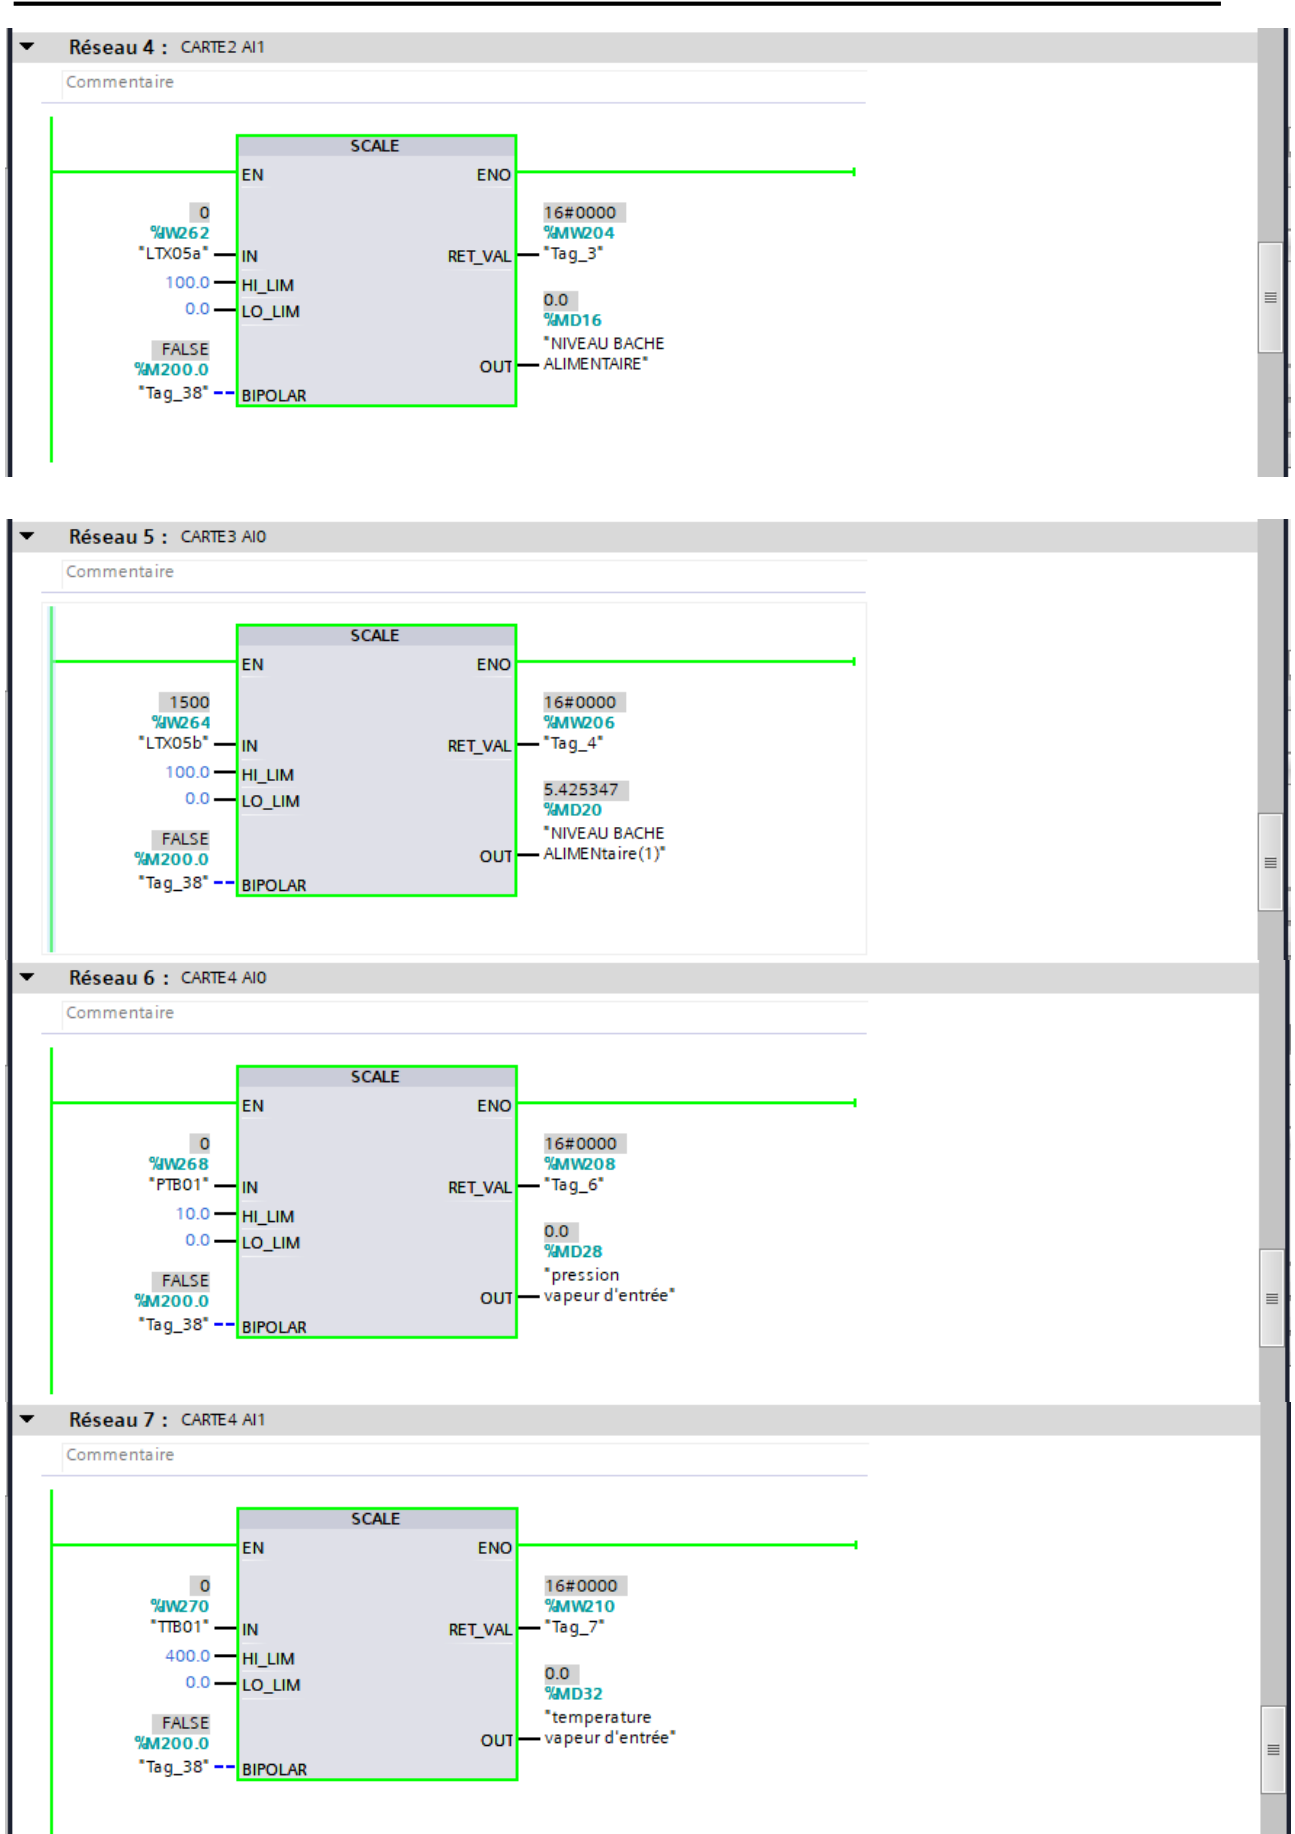 Réseau 4 : CARTE2 AI1
Commentaire
SCALE
EN ENO
0 16#0000
%IW262 %MW204
"LTX05a" IN RET_VAL "Tag_3"
100.0 HI_LIM
0.0 LO_LIM 0.0
%MD16
FALSE "NIVEAU BACHE
%M200.0 OUT ALIMENTAIRE"
"Tag_38" BIPOLAR
Réseau 5 : CARTE3 AI0
Commentaire
SCALE
EN ENO
1500 16#0000
%IW264 %MW206
"LTX05b" IN RET_VAL "Tag_4"
100.0 HI_LIM
0.0 LO_LIM 5.425347
%MD20
FALSE "NIVEAU BACHE
%M200.0 OUT ALIMENtaire(1)"
"Tag_38" BIPOLAR
Réseau 6 : CARTE4 AI0
Commentaire
SCALE
EN ENO
0 16#0000
%IW268 %MW208
"PTB01" IN RET_VAL "Tag_6"
10.0 HI_LIM
0.0 LO_LIM 0.0
%MD28
FALSE "pression
%M200.0 OUT vapeur d'entrée"
"Tag_38" BIPOLAR
Réseau 7 : CARTE4 AI1
Commentaire
SCALE
EN ENO
0 16#0000
%IW270 %MW210
"TTB01" IN RET_VAL "Tag_7"
400.0 HI_LIM
0.0 LO_LIM 0.0
%MD32
FALSE "temperature
%M200.0 OUT vapeur d'entrée"
"Tag_38" BIPOLAR